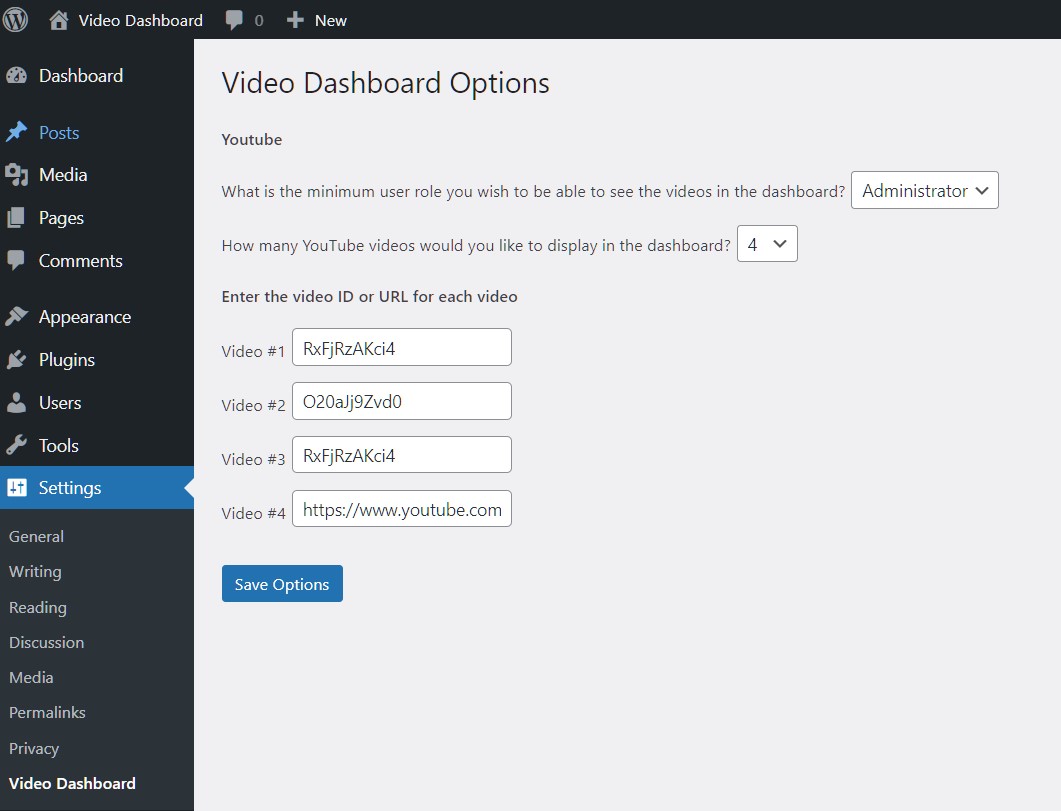 Video Dashboard 0 New
Dashboard
Posts
Media
Pages
Comments
Appearance
Plugins
Users
Tools
Settings
General
Writing
Reading
Discussion
Media
Permalinks
Privacy
Video Dashboard
Video Dashboard Options
Youtube
What is the minimum user role you wish to be able to see the videos in the dashboard? Administrator
How many YouTube videos would you like to display in the dashboard? 4
Enter the video ID or URL for each video
Video #1 RxFjRzAKci4
Video #2 O20aJj9Zvd0
Video #3 RxFjRzAKci4
Video #4 https://www.youtube.com
Save Options